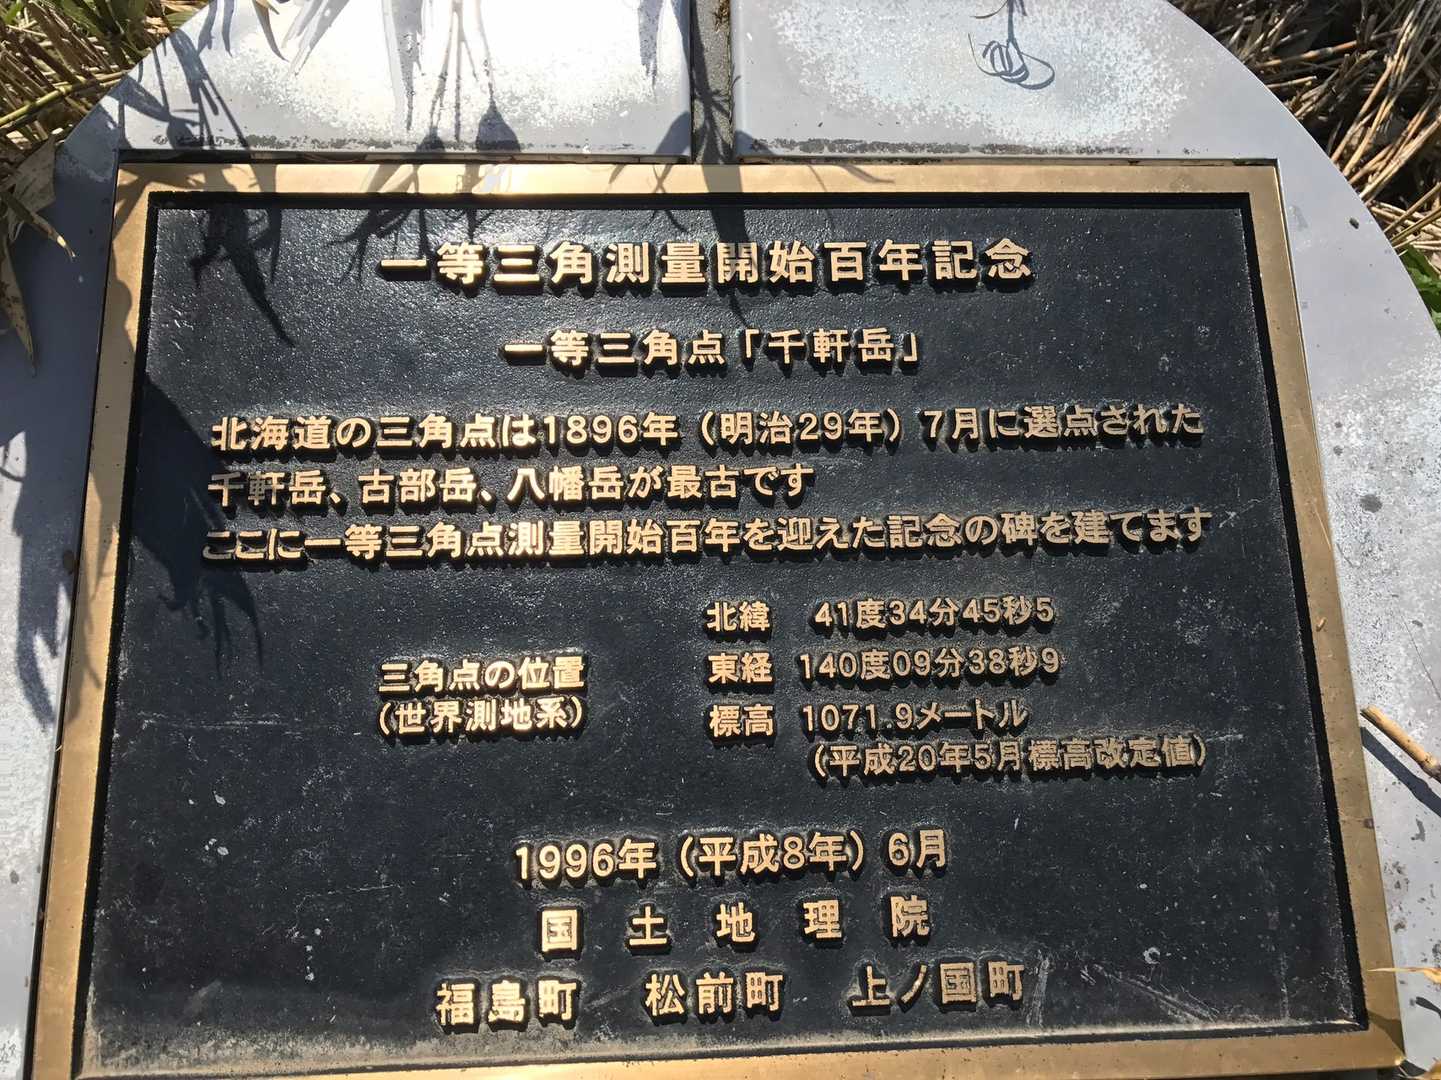 一等三角測量開始百年記念
一等三角点「千軒岳」
北海道の三角点は1896年（明治29年）7月に選点された
千軒岳、古部岳、八幡岳が最古です
ここに一等三角点測量開始百年を迎えた記念の碑を建てます
三角点の位置
（世界測地系）
北緯 41度34分45秒5
東経 140度09分38秒9
標高 1071.9メートル
（平成20年5月標高改定値）
1996年（平成8年）6月
国土地理院
福島町 松前町 上ノ国町